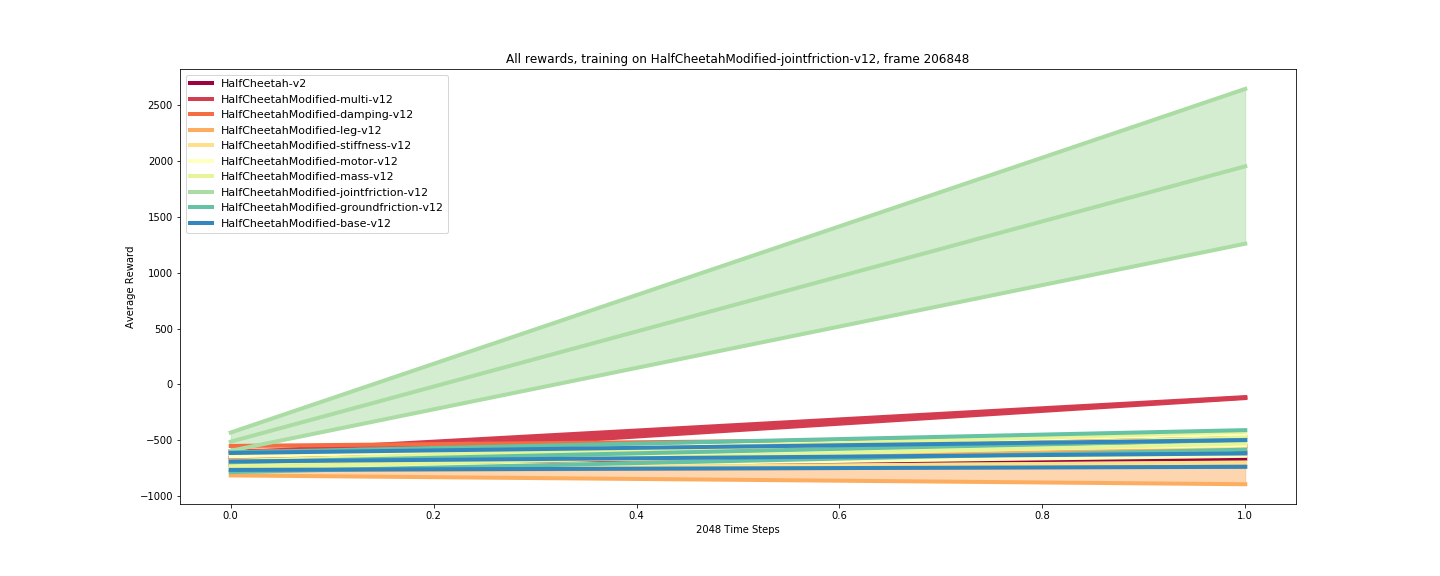 All rewards, training on HalfCheetahModified-jointfriction-v12, frame 206848
HalfCheetah-v2
HalfCheetahModified-multi-v12
HalfCheetahModified-damping-v12
HalfCheetahModified-leg-v12
HalfCheetahModified-stiffness-v12
HalfCheetahModified-motor-v12
HalfCheetahModified-mass-v12
HalfCheetahModified-jointfriction-v12
HalfCheetahModified-groundfriction-v12
HalfCheetahModified-base-v12
Average Reward
2500
2000
1500
1000
500
0
−500
−1000
0.0 0.2 0.4 0.6 0.8 1.0
2048 Time Steps